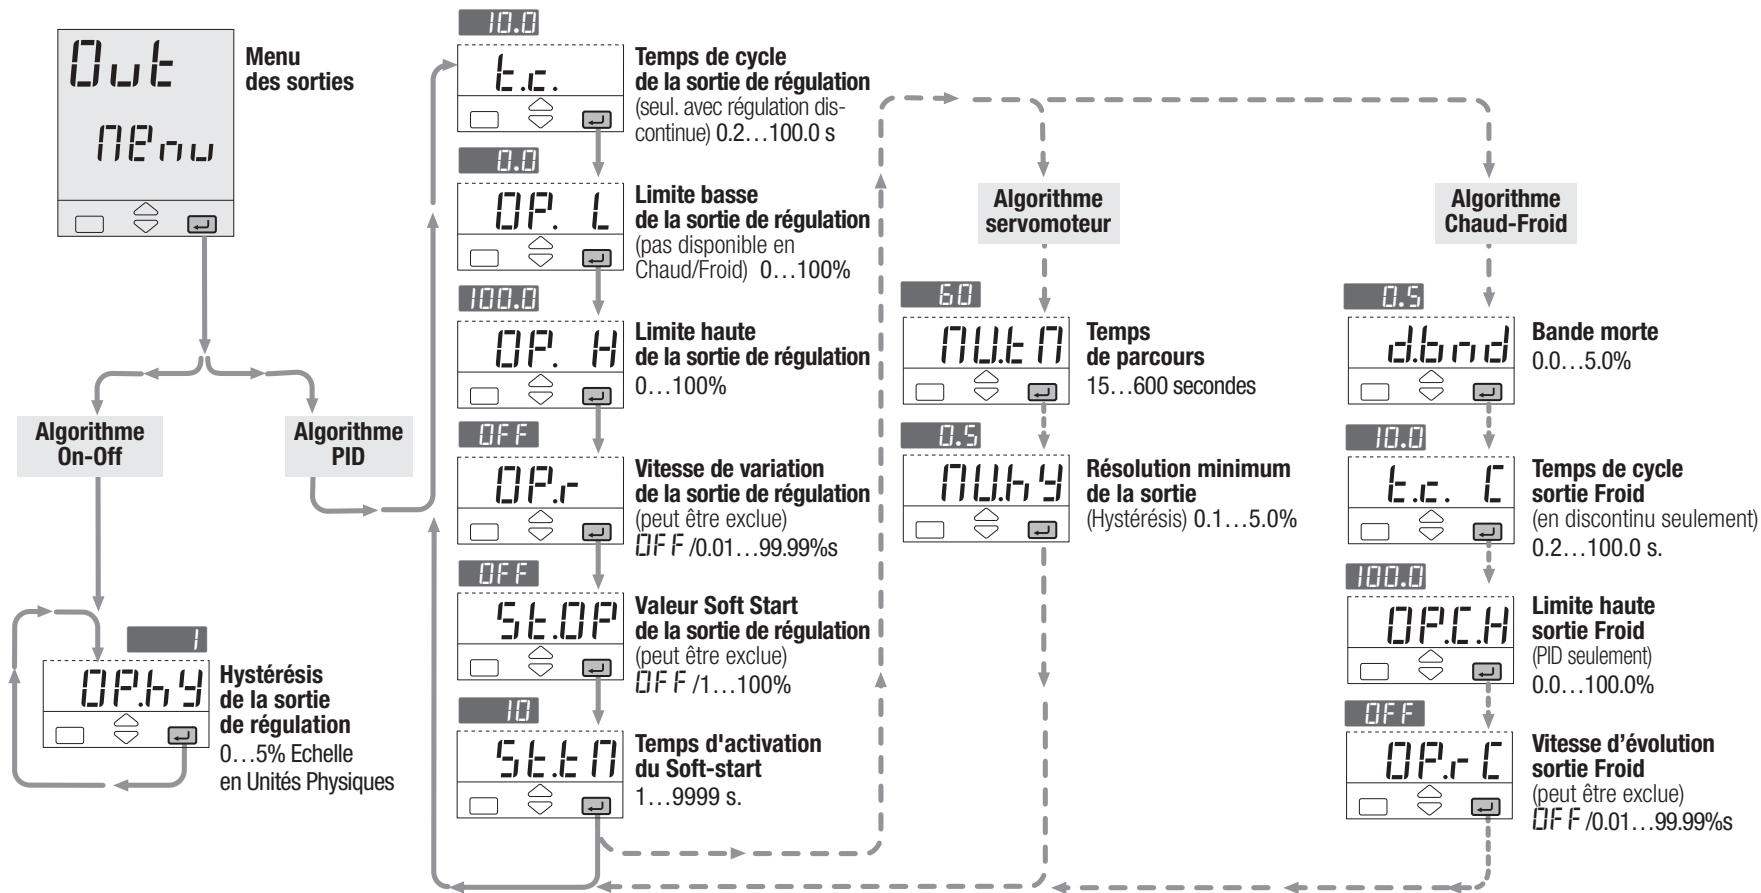 Out
MEnu
Menu
des sorties
Algorithme
On-Off
Algorithme
PID
1
OP.hY
Hystérésis
de la sortie
de régulation
0…5% Echelle
en Unités Physiques
10.0
t.c.
Temps de cycle
de la sortie de régulation
(seul. avec régulation dis-
continue) 0.2…100.0 s
0.0
OP. L
Limite basse
de la sortie de régulation
(pas disponible en
Chaud/Froid) 0…100%
100.0
OP. H
Limite haute
de la sortie de régulation
0…100%
OFF
OP.r
Vitesse de variation
de la sortie de régulation
(peut être exclue)
OFF /0.01…99.99%s
OFF
St.OP
Valeur Soft Start
de la sortie de régulation
(peut être exclue)
OFF /1…100%
10
St.tM
Temps d'activation
du Soft-start
1…9999 s.
Algorithme
servomoteur
60
MV.tM
Temps
de parcours
15…600 secondes
0.5
MV.hY
Résolution minimum
de la sortie
(Hystérésis) 0.1…5.0%
Algorithme
Chaud-Froid
0.5
d.bnd
Bande morte
0.0…5.0%
10.0
t.c. C
Temps de cycle
sortie Froid
(en discontinu seulement)
0.2…100.0 s.
100.0
OP.C.H
Limite haute
sortie Froid
(PID seulement)
0.0…100.0%
OFF
OP.r C
Vitesse d’évolution
sortie Froid
(peut être exclue)
OFF /0.01…99.99%s